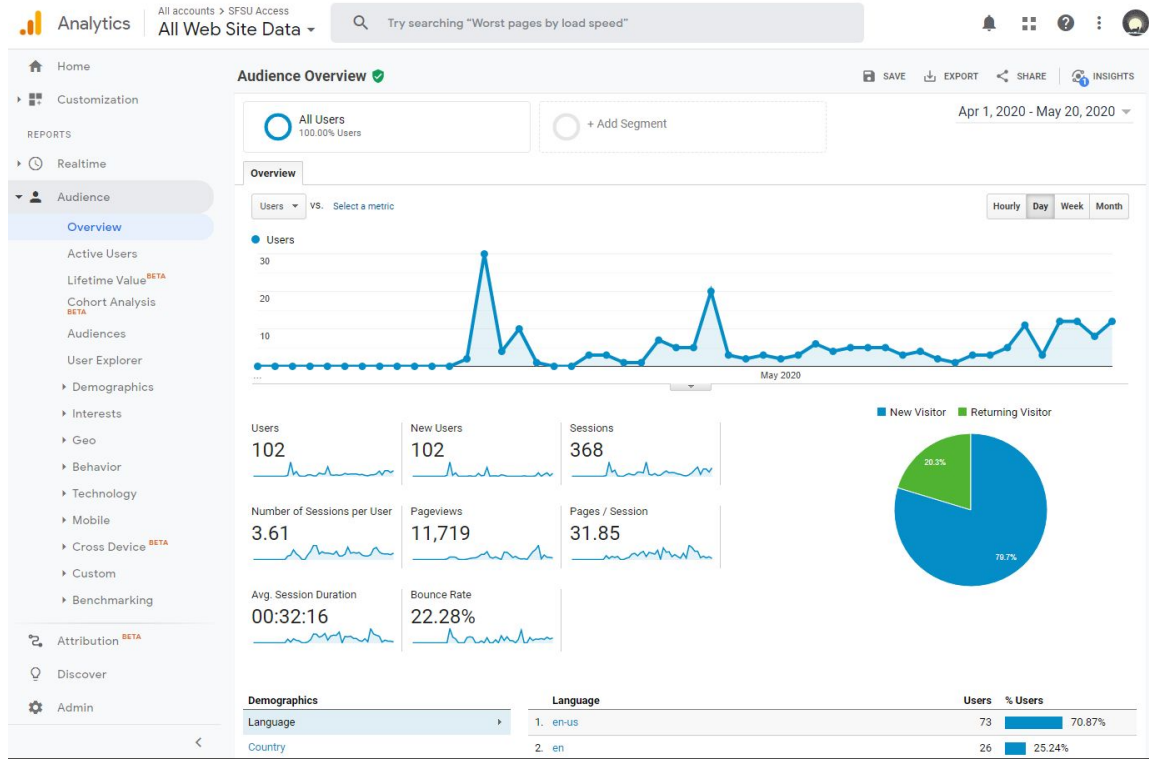 Analytics
All accounts > SFSU Access
All Web Site Data
Try searching "Worst pages by load speed"
Home
Customization
REPORTS
Realtime
Audience
Overview
Active Users
Lifetime Value BETA
Cohort Analysis
BETA
Audiences
User Explorer
Demographics
Interests
Geo
Behavior
Technology
Mobile
Cross Device BETA
Custom
Benchmarking
Attribution BETA
Discover
Admin
Audience Overview
SAVE
EXPORT
SHARE
1
INSIGHTS
All Users
100.00% Users
+ Add Segment
Apr 1, 2020 - May 20, 2020
Overview
Users VS. Select a metric
Hourly Day Week Month
Users
30
20
10
...
May 2020
New Visitor Returning Visitor
20.3%
79.7%
Users
102
New Users
102
Sessions
368
Number of Sessions per User
3.61
Pageviews
11,719
Pages / Session
31.85
Avg. Session Duration
00:32:16
Bounce Rate
22.28%
Demographics
Language
Country
Language Users % Users
1. en-us 73 70.87%
2. en 26 25.24%